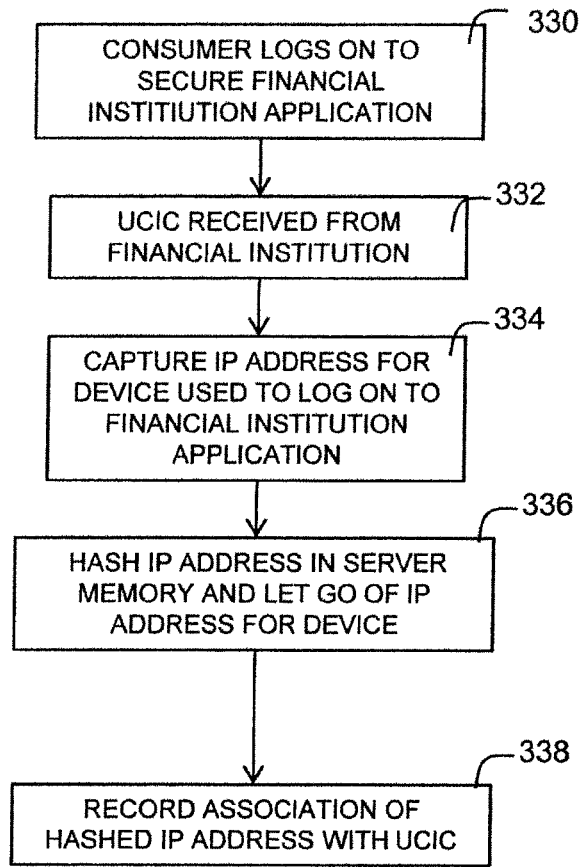 330
CONSUMER LOGS ON TO
SECURE FINANCIAL
INSTITIUTION APPLICATION
332
UCIC RECEIVED FROM
FINANCIAL INSTITUTION
334
CAPTURE IP ADDRESS FOR
DEVICE USED TO LOG ON TO
FINANCIAL INSTITUTION
APPLICATION
336
HASH IP ADDRESS IN SERVER
MEMORY AND LET GO OF IP
ADDRESS FOR DEVICE
338
RECORD ASSOCIATION OF
HASHED IP ADDRESS WITH UCIC